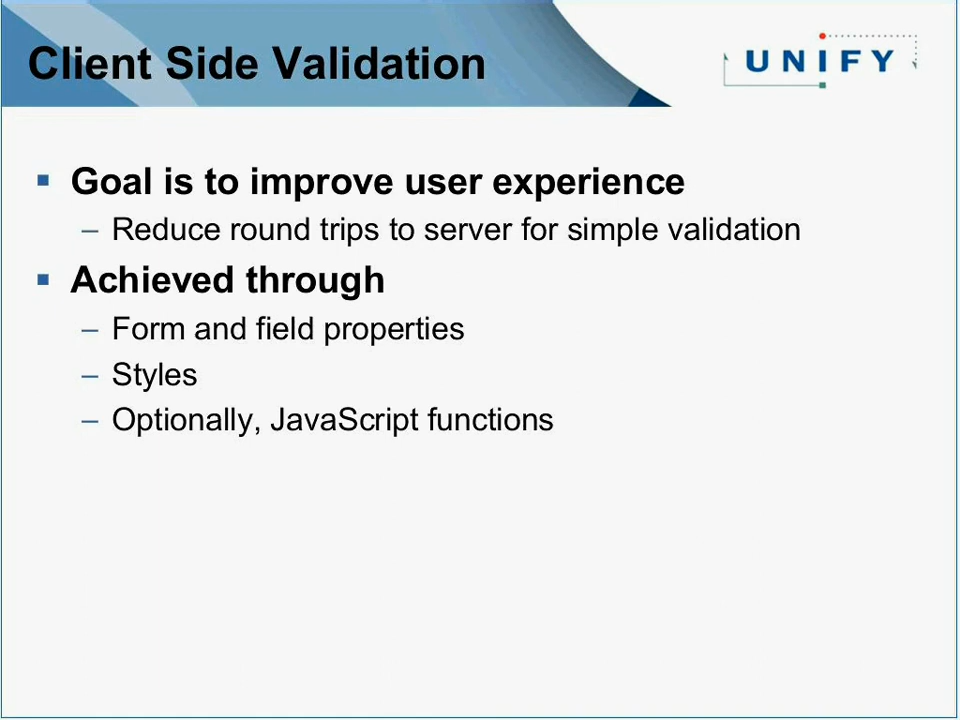 Client Side Validation
UNIFY
▪ Goal is to improve user experience
– Reduce round trips to server for simple validation
▪ Achieved through
– Form and field properties
– Styles
– Optionally, JavaScript functions